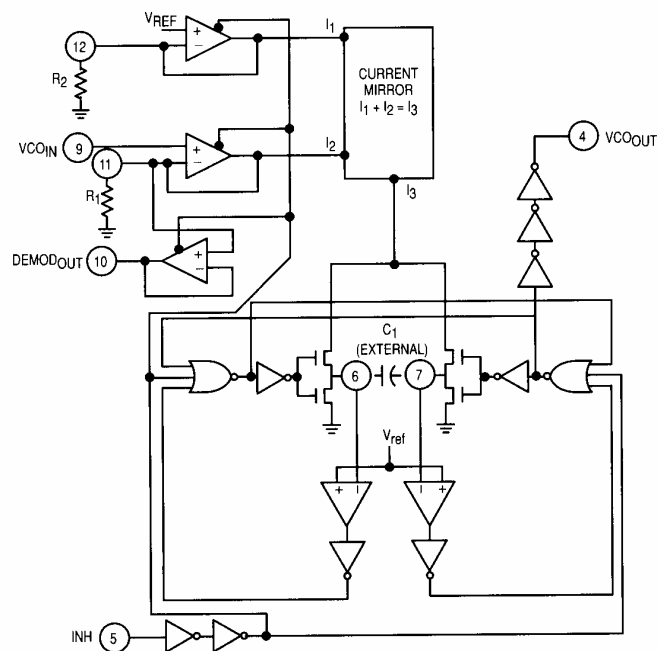 VREF
12
+
−
I1
R2
CURRENT
MIRROR
I1 + I2 = I3
4
VCOOUT
VCOIN
9
+
−
I2
11
R1
I3
DEMODOUT
10
+
−
C1
(EXTERNAL)
6
7
Vref
+
−
−
+
INH
5